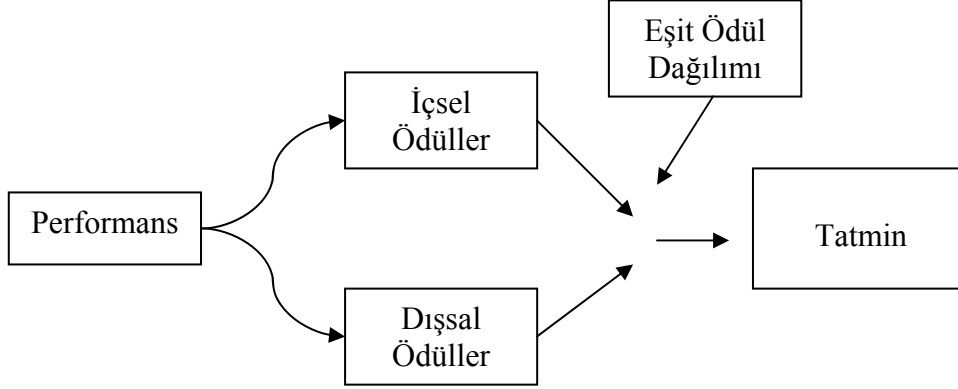 Eşit Ödül
Dağılımı
İçsel
Ödüller
Performans
Tatmin
Dışsal
Ödüller